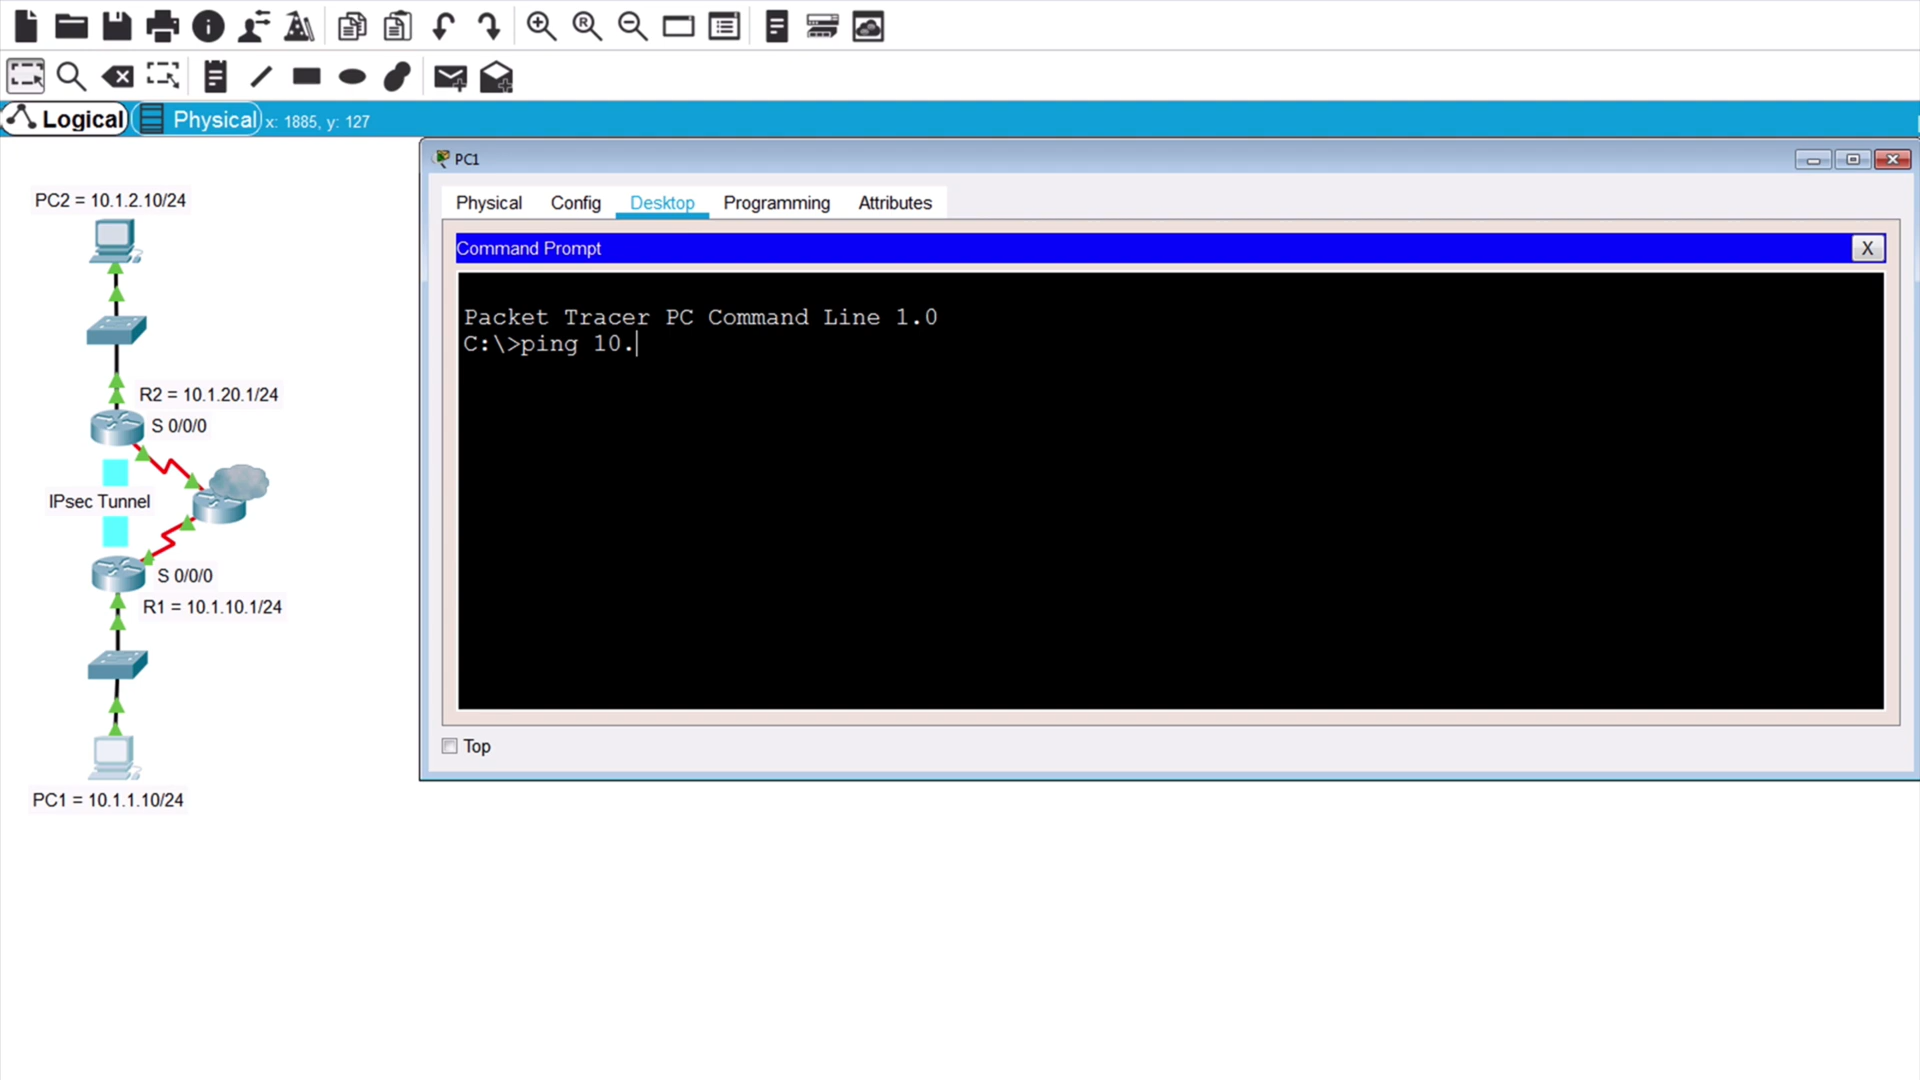 Logical
Physical x: 1885, y: 127
PC1
Physical Config Desktop Programming Attributes
Command Prompt
X
Packet Tracer PC Command Line 1.0
C:\>ping 10.
Top
PC2 = 10.1.2.10/24
R2 = 10.1.20.1/24
S 0/0/0
IPsec Tunnel
S 0/0/0
R1 = 10.1.10.1/24
PC1 = 10.1.1.10/24